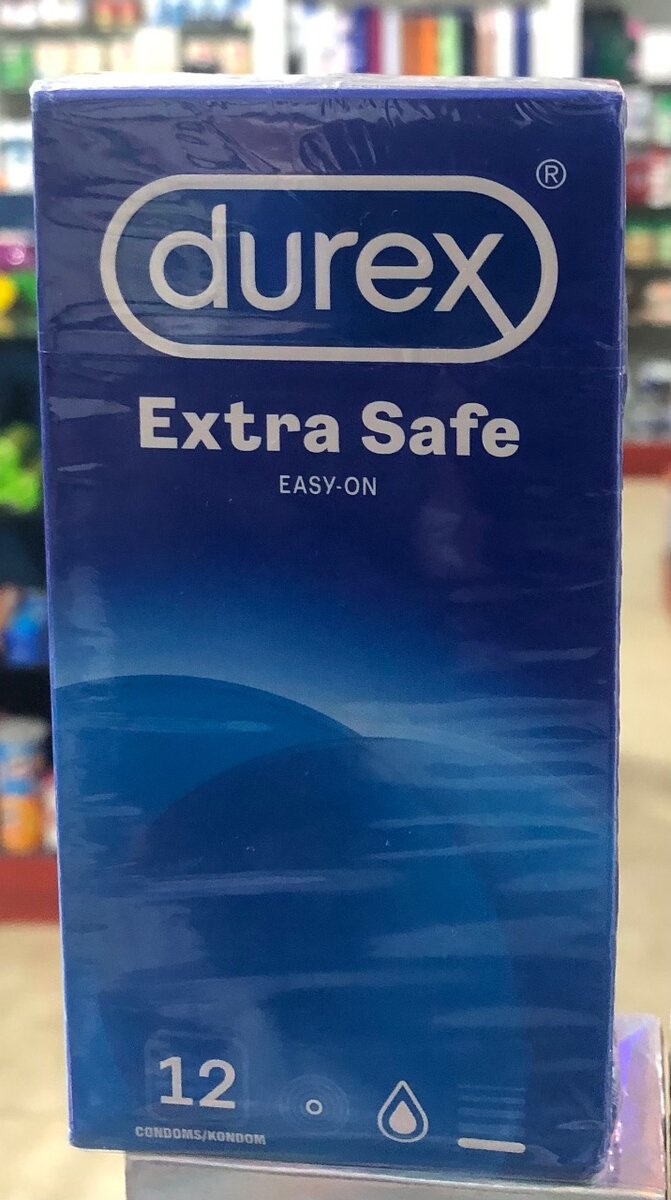 durex®
Extra Safe
EASY-ON
12
CONDOMS/KONDOM